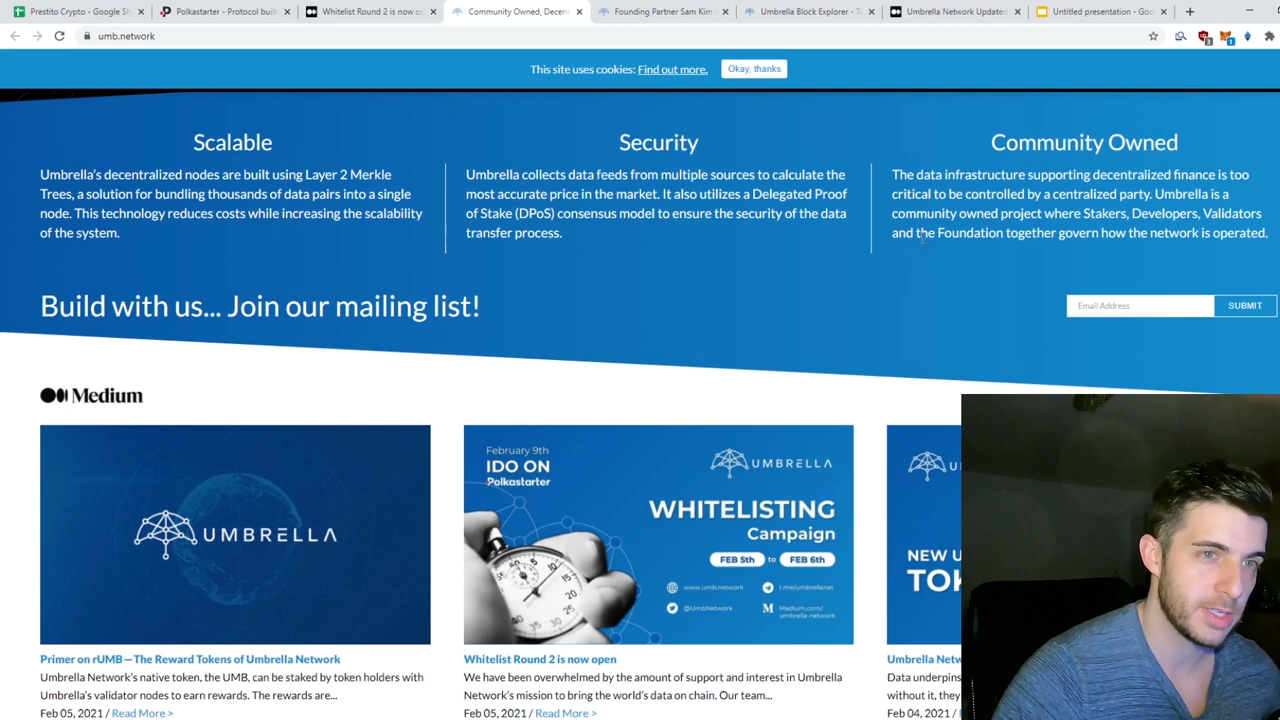 Prestito Crypto - Google Sh
Polkastarter - Protocol built
Whitelist Round 2 is now op
Community Owned, Decent
Founding Partner Sam Kim
Umbrella Block Explorer - T
Umbrella Network Updated
Untitled presentation - Goo
umb.network
This site uses cookies: Find out more.
Okay, thanks
Scalable
Umbrella's decentralized nodes are built using Layer 2 Merkle
Trees, a solution for bundling thousands of data pairs into a single
node. This technology reduces costs while increasing the scalability
of the system.
Security
Umbrella collects data feeds from multiple sources to calculate the
most accurate price in the market. It also utilizes a Delegated Proof
of Stake (DPoS) consensus model to ensure the security of the data
transfer process.
Community Owned
The data infrastructure supporting decentralized finance is too
critical to be controlled by a centralized party. Umbrella is a
community owned project where Stakers, Developers, Validators
and the Foundation together govern how the network is operated.
Build with us... Join our mailing list!
Email Address
SUBMIT
Medium
UMBRELLA
February 9th
IDO ON
Polkastarter
UMBRELLA
WHITELISTING
Campaign
FEB 5th to FEB 6th
www.umb.network
t.me/umbrellanet
@UmbNetwork
Medium.com/
umbrella-network
NEW U
TOK
Primer on rUMB—The Reward Tokens of Umbrella Network
Umbrella Network's native token, the UMB, can be staked by token holders with
Umbrella's validator nodes to earn rewards. The rewards are...
Feb 05, 2021 / Read More >
Whitelist Round 2 is now open
We have been overwhelmed by the amount of support and interest in Umbrella
Network's mission to bring the world's data on chain. Our team...
Feb 05, 2021 / Read More >
Umbrella Netw
Data underpins
without it, they
Feb 04, 2021 /